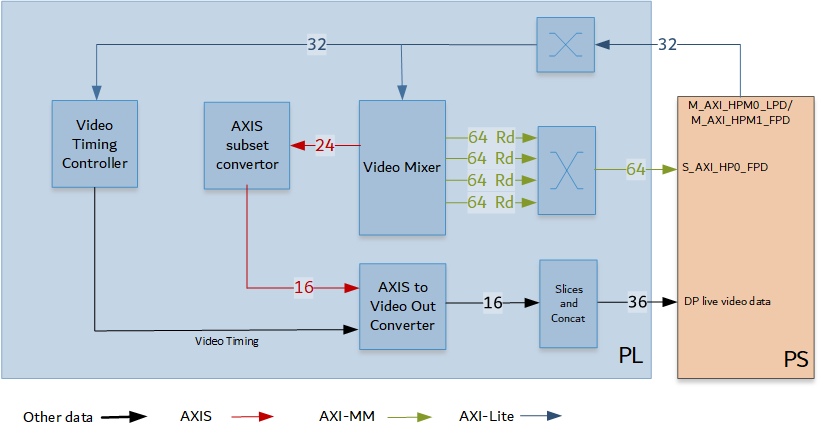 32
32
M_AXI_HPM0_LPD/
M_AXI_HPM1_FPD
Video
Timing
Controller
AXIS
subset
convertor
24
Video Mixer
64 Rd
64 Rd
64 Rd
64 Rd
64
S_AXI_HP0_FPD
16
AXIS to
Video Out
Converter
16
Slices
and
Concat
36
DP live video data
Video Timing
PL
PS
Other data
AXIS
AXI-MM
AXI-Lite